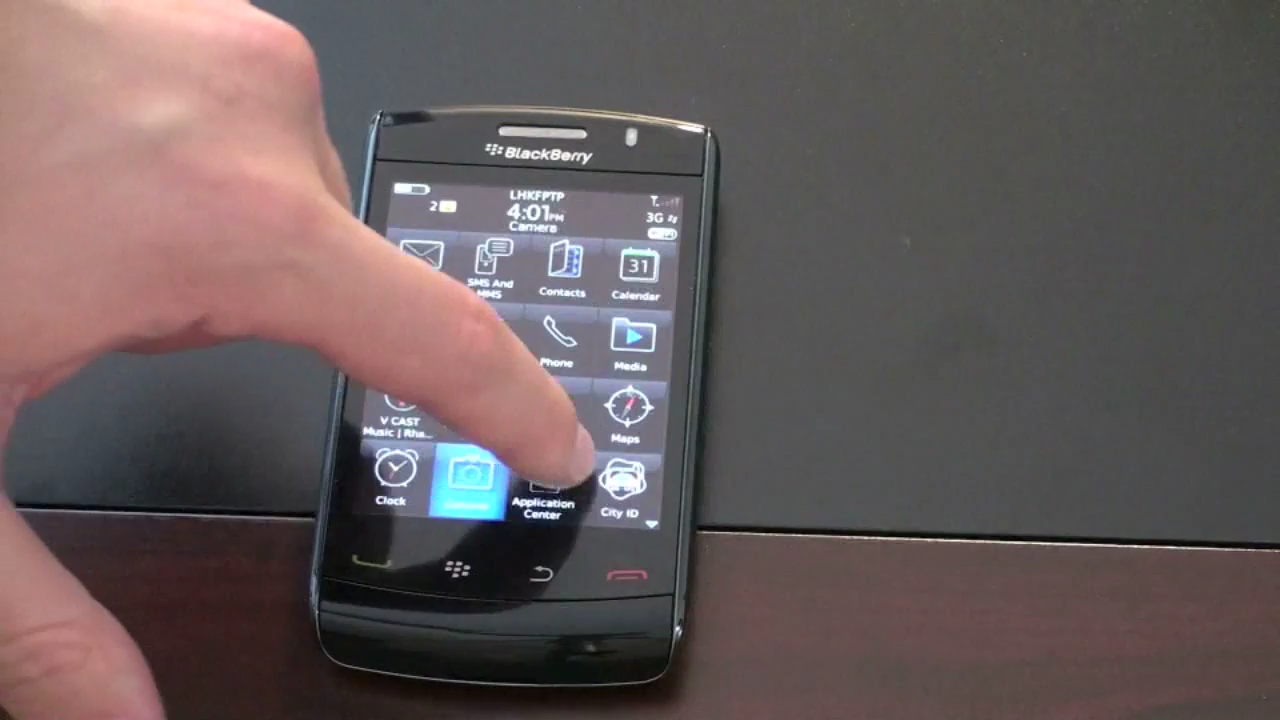 BlackBerry
LHKFPTP
2
4:01PM
3G
Camera
31
SMS And
MMS
Contacts
Calendar
Phone
Media
V CAST
Music | Rha...
Maps
Clock
Application
Center
City ID